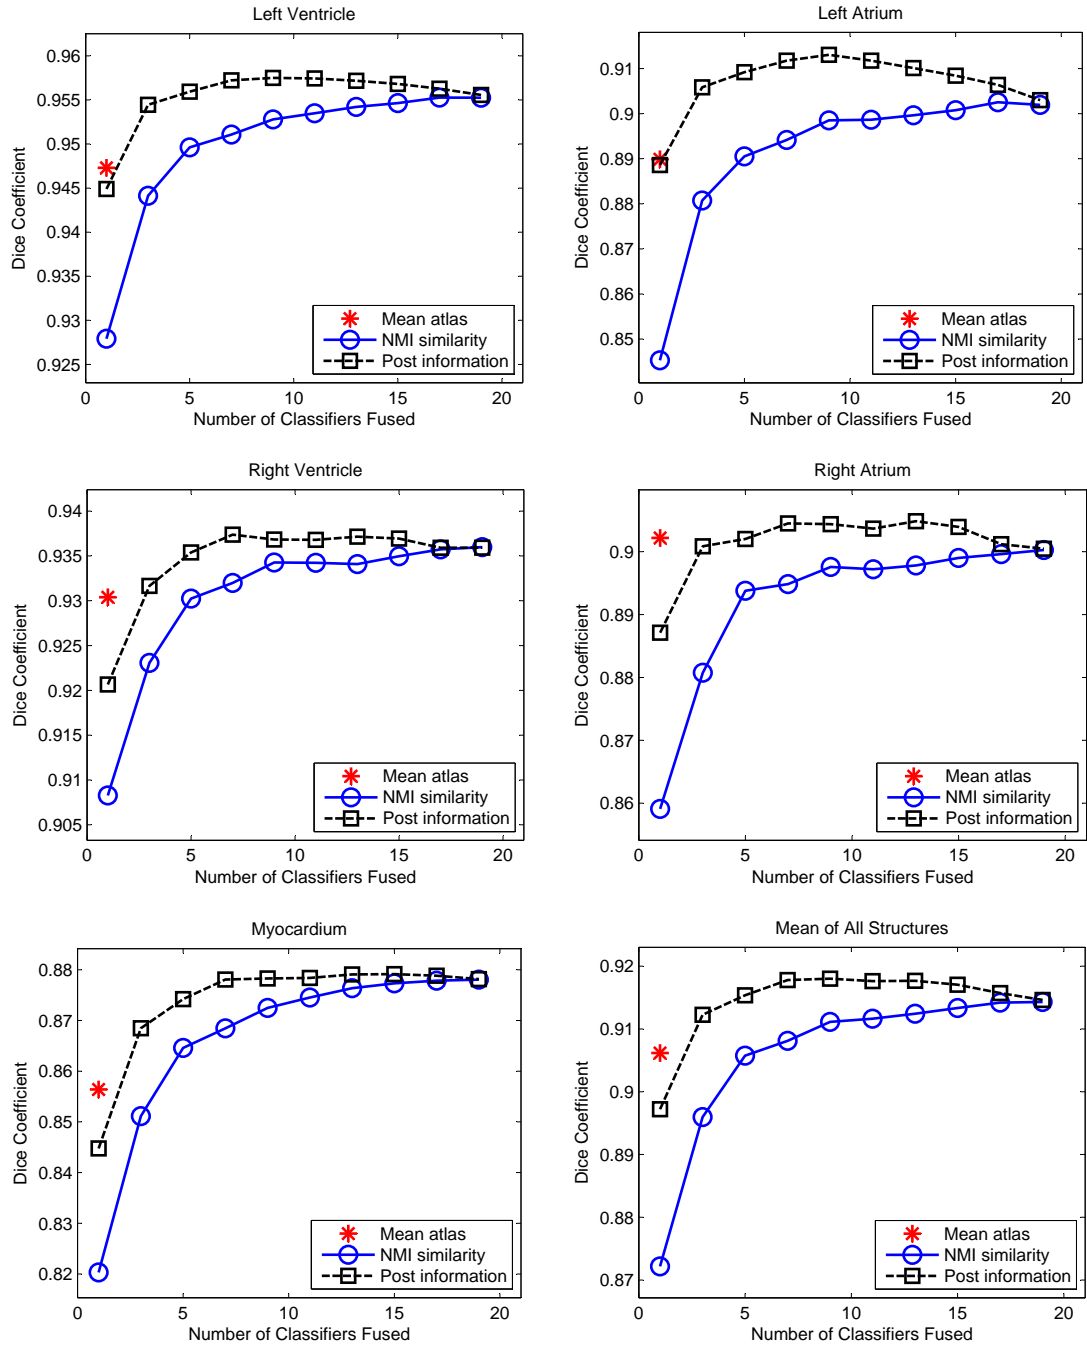 Left Ventricle
0.96
0.955
0.95
0.945
0.94
0.935
0.93
0.925
Dice Coefficient
0 5 10 15 20
Number of Classifiers Fused
Mean atlas
NMI similarity
Post information
Left Atrium
0.91
0.9
0.89
0.88
0.87
0.86
0.85
Dice Coefficient
0 5 10 15 20
Number of Classifiers Fused
Mean atlas
NMI similarity
Post information
Right Ventricle
0.94
0.935
0.93
0.925
0.92
0.915
0.91
0.905
Dice Coefficient
0 5 10 15 20
Number of Classifiers Fused
Mean atlas
NMI similarity
Post information
Right Atrium
0.9
0.89
0.88
0.87
0.86
Dice Coefficient
0 5 10 15 20
Number of Classifiers Fused
Mean atlas
NMI similarity
Post information
Myocardium
0.88
0.87
0.86
0.85
0.84
0.83
0.82
Dice Coefficient
0 5 10 15 20
Number of Classifiers Fused
Mean atlas
NMI similarity
Post information
Mean of All Structures
0.92
0.91
0.9
0.89
0.88
0.87
Dice Coefficient
0 5 10 15 20
Number of Classifiers Fused
Mean atlas
NMI similarity
Post information